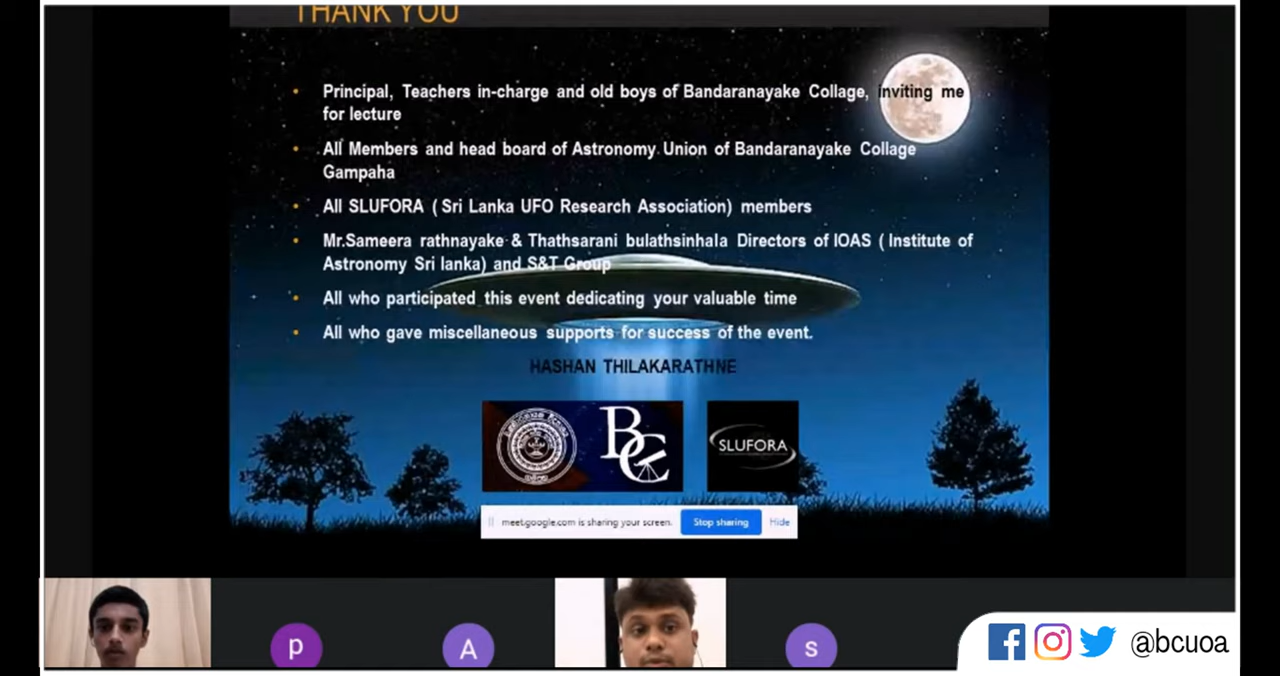 THANK YOU
• Principal, Teachers in-charge and old boys of Bandaranayake Collage, inviting me
for lecture
• All Members and head board of Astronomy Union of Bandaranayake Collage
Gampaha
• All SLUFORA ( Sri Lanka UFO Research Association) members
• Mr.Sameera rathnayake & Thathsarani bulathsinhala Directors of IOAS ( Institute of
Astronomy Sri lanka) and S&T Group
• All who participated this event dedicating your valuable time
• All who gave miscellaneous supports for success of the event.
HASHAN THILAKARATHNE
BC
SLUFORA
meet.google.com is sharing your screen.
Stop sharing
Hide
p
A
s
@bcuoa